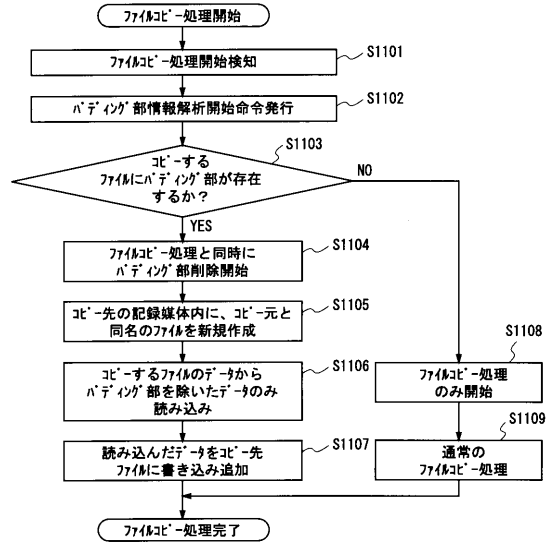 ﾌｧｲﾙｺﾋﾟｰ処理開始
ﾌｧｲﾙｺﾋﾟｰ処理開始検知
S1101
ﾊﾟﾃﾞｨﾝｸﾞ部情報解析開始命令発行
S1102
S1103
ｺﾋﾟｰする
ﾌｧｲﾙにﾊﾟﾃﾞｨﾝｸﾞ部が存在
するか？
NO
YES
ﾌｧｲﾙｺﾋﾟｰ処理と同時に
ﾊﾟﾃﾞｨﾝｸﾞ部削除開始
S1104
ｺﾋﾟｰ先の記録媒体内に、ｺﾋﾟｰ元と
同名のﾌｧｲﾙを新規作成
S1105
ｺﾋﾟｰするﾌｧｲﾙのﾃﾞｰﾀから
ﾊﾟﾃﾞｨﾝｸﾞ部を除いたﾃﾞｰﾀのみ
読み込み
S1106
読み込んだﾃﾞｰﾀをｺﾋﾟｰ先
ﾌｧｲﾙに書き込み追加
S1107
S1108
ﾌｧｲﾙｺﾋﾟｰ処理
のみ開始
S1109
通常の
ﾌｧｲﾙｺﾋﾟｰ処理
ﾌｧｲﾙｺﾋﾟｰ処理完了